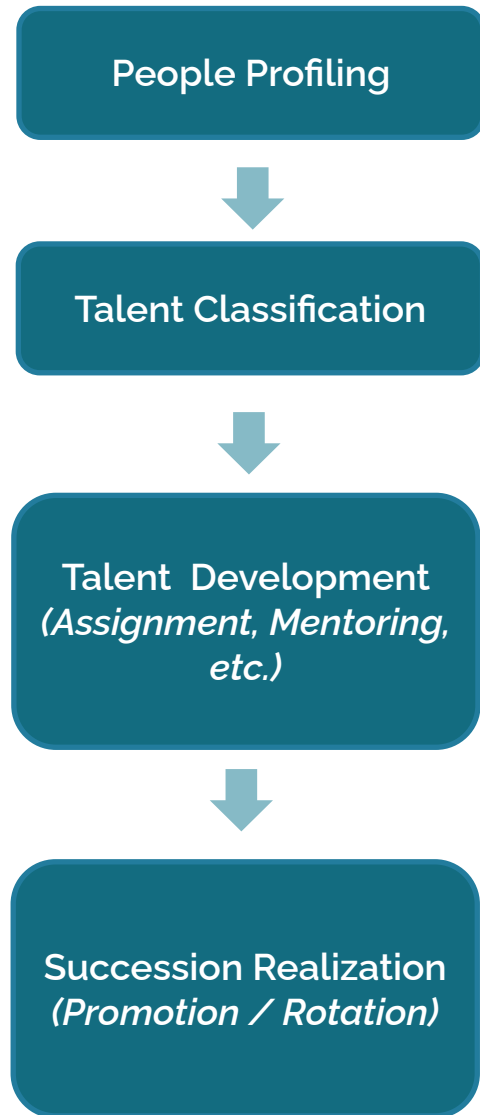 People Profiling
Talent Classification
Talent Development
(Assignment, Mentoring,
etc.)
Succession Realization
(Promotion / Rotation)